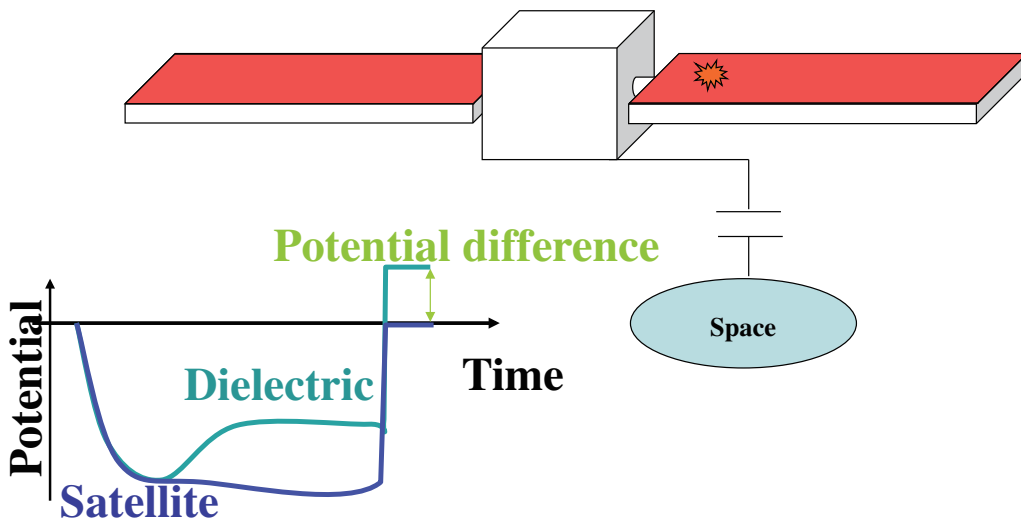 Potential difference
Space
Potential
Time
Dielectric
Satellite